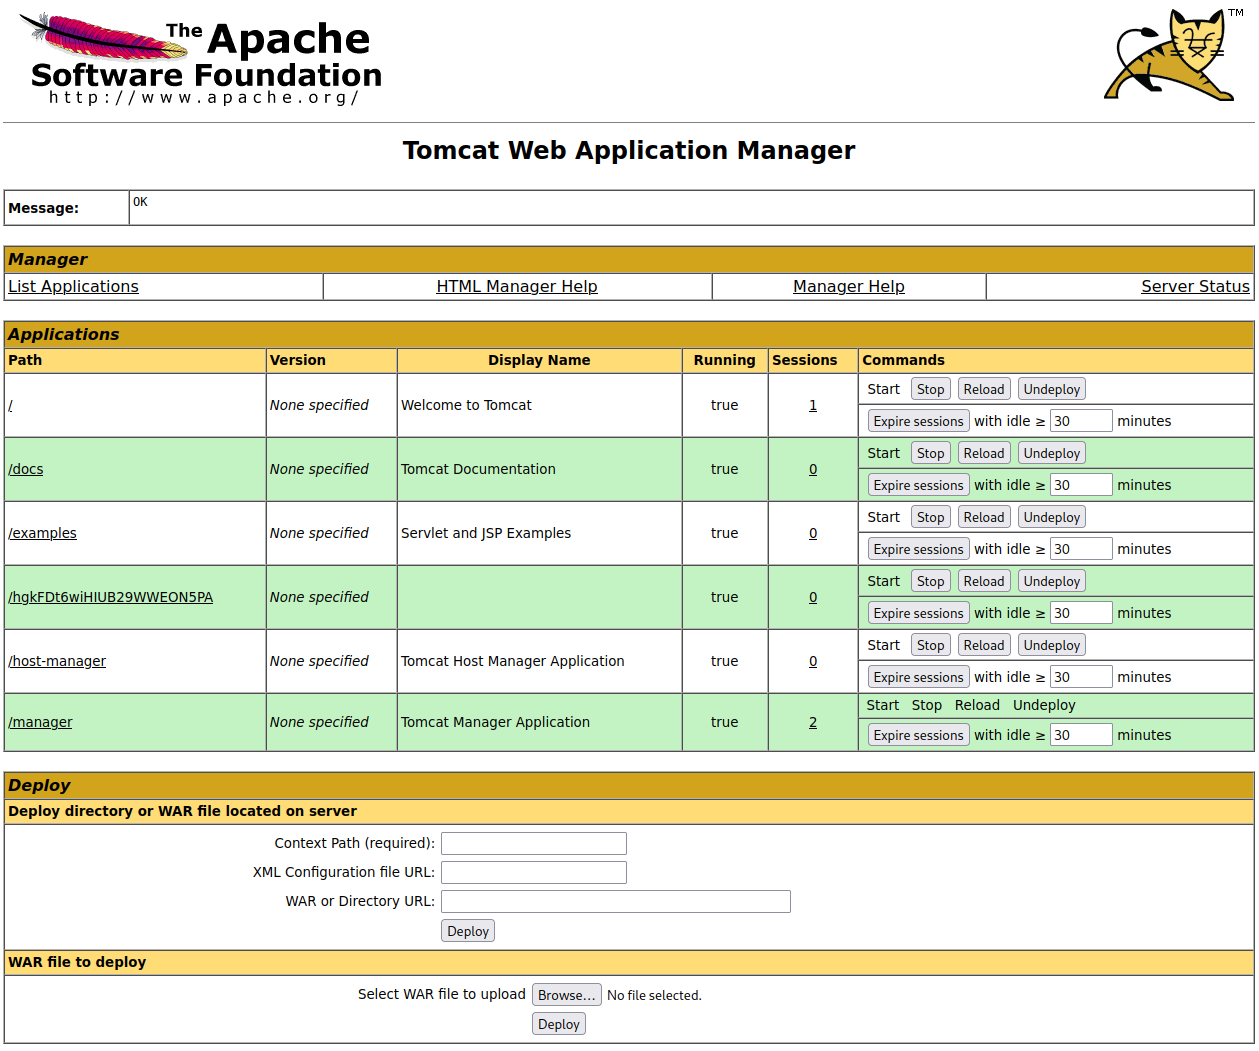 The Apache
Software Foundation
http://www.apache.org/
TM
Tomcat Web Application Manager
Message: OK
Manager
List Applications HTML Manager Help Manager Help Server Status
Applications
Path Version Display Name Running Sessions Commands
/ None specified Welcome to Tomcat true 1 Start Stop Reload Undeploy
Expire sessions with idle ≥ 30 minutes
/docs None specified Tomcat Documentation true 0 Start Stop Reload Undeploy
Expire sessions with idle ≥ 30 minutes
/examples None specified Servlet and JSP Examples true 0 Start Stop Reload Undeploy
Expire sessions with idle ≥ 30 minutes
/hgkFDt6wiHIUB29WWEON5PA None specified true 0 Start Stop Reload Undeploy
Expire sessions with idle ≥ 30 minutes
/host-manager None specified Tomcat Host Manager Application true 0 Start Stop Reload Undeploy
Expire sessions with idle ≥ 30 minutes
/manager None specified Tomcat Manager Application true 2 Start Stop Reload Undeploy
Expire sessions with idle ≥ 30 minutes
Deploy
Deploy directory or WAR file located on server
Context Path (required):
XML Configuration file URL:
WAR or Directory URL:
Deploy
WAR file to deploy
Select WAR file to upload Browse... No file selected.
Deploy